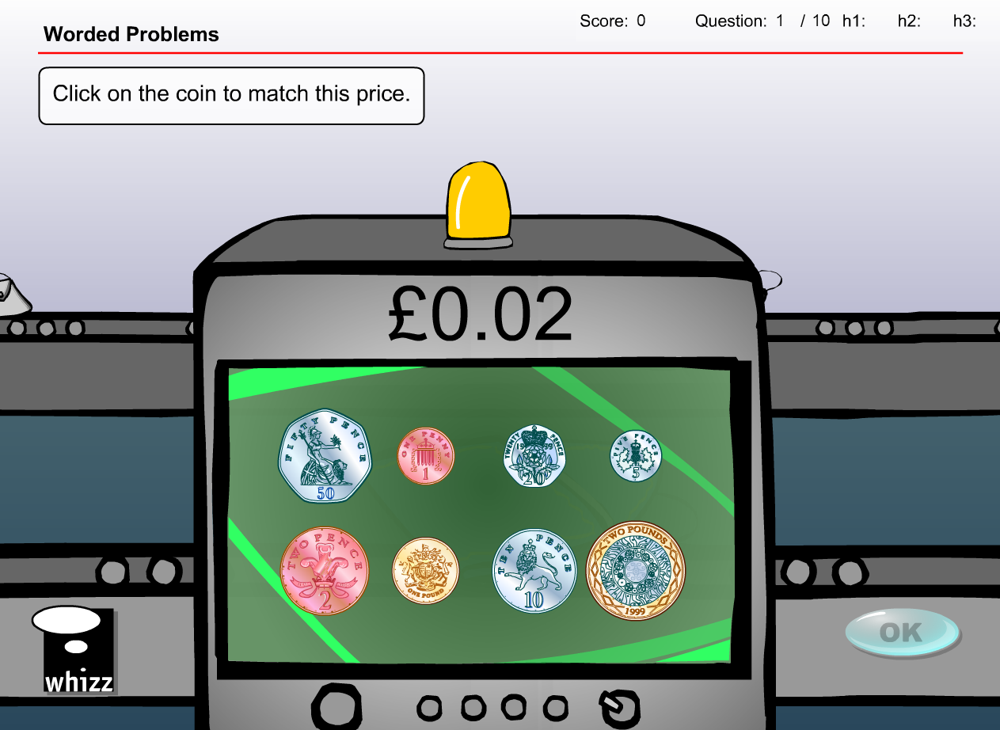 Score: 0 Question: 1 / 10 h1: h2: h3:
Worded Problems
Click on the coin to match this price.
£0.02
FIFTY PENCE
50
ONE PENNY
1
TWENTY PENCE
1999
20
FIVE PENCE
5
TWO PENCE
2
ONE POUND
TEN PENCE
10
TWO POUNDS
1999
OK
whizz